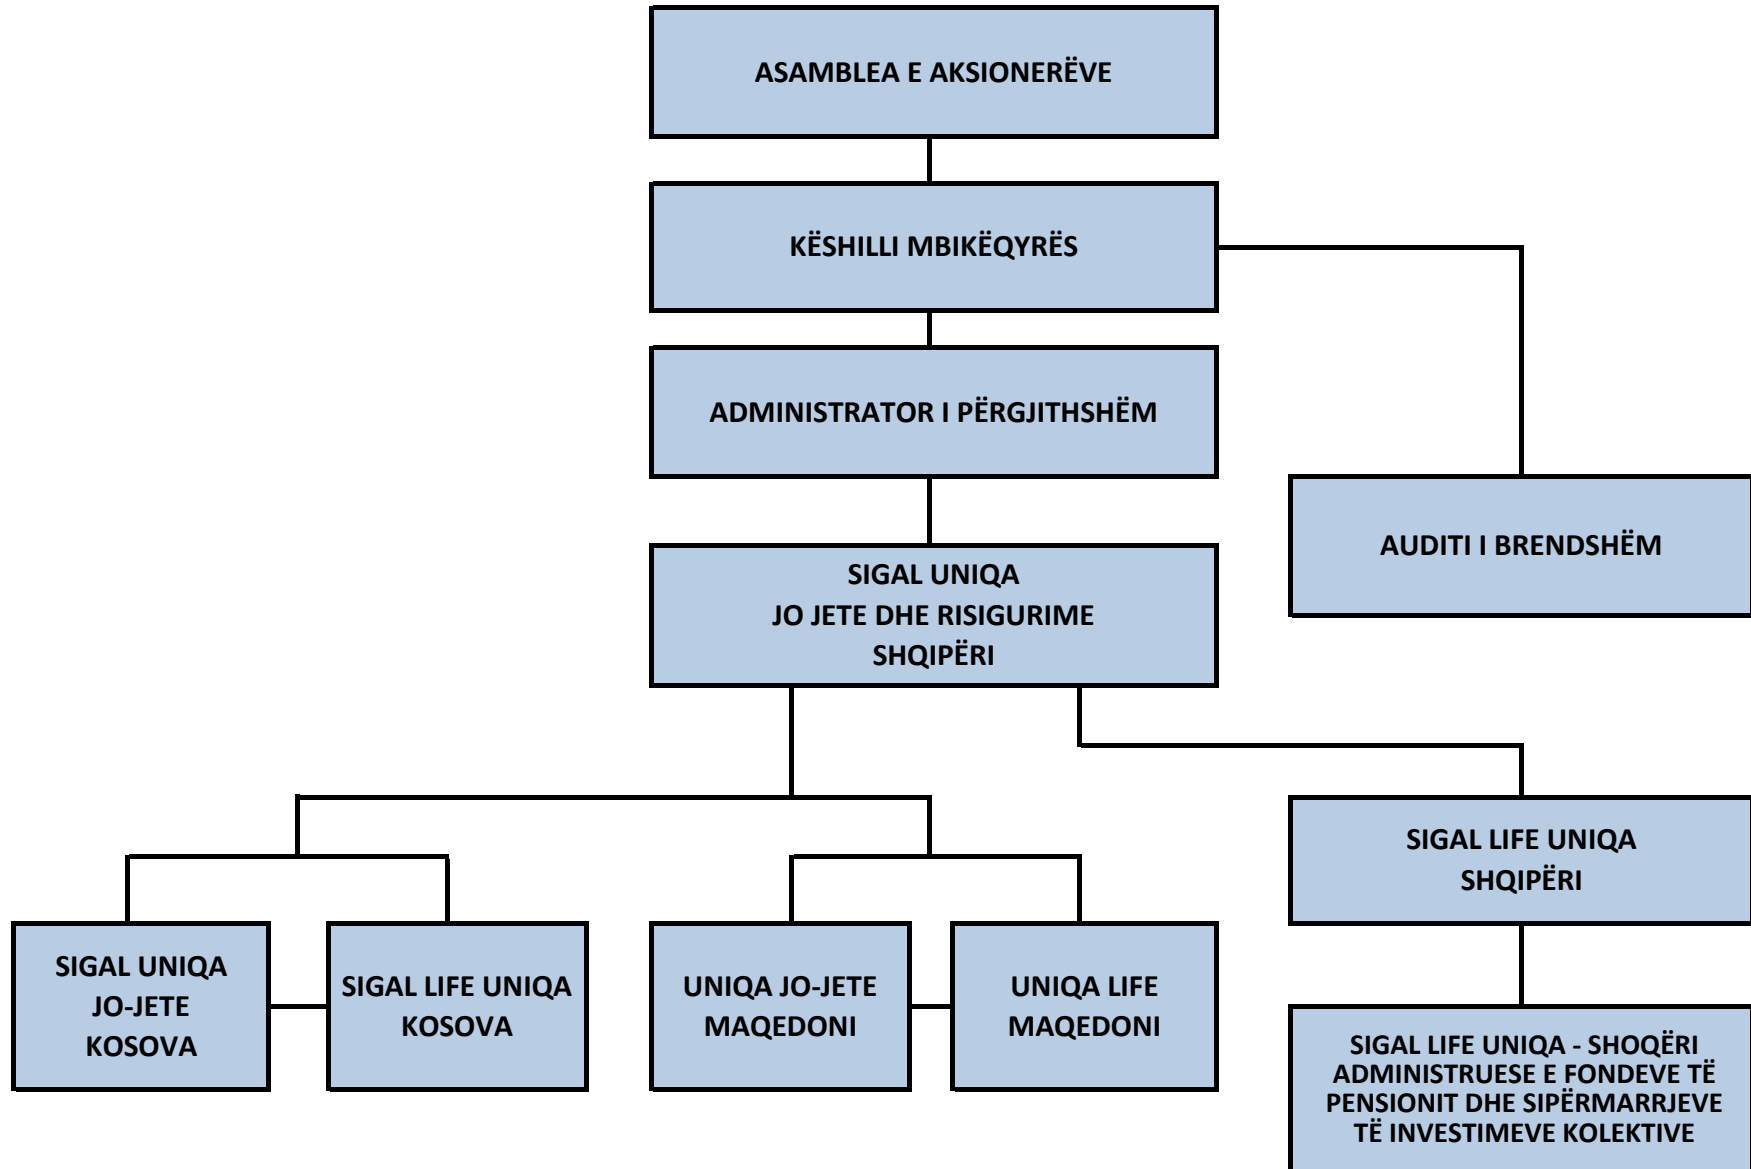 ASAMBLEA E AKSIONERËVE
KËSHILLI MBIKËQYRËS
ADMINISTRATOR I PËRGJITHSHËM
AUDITI I BRENDSHËM
SIGAL UNIQA
JO JETE DHE RISIGURIME
SHQIPËRI
SIGAL LIFE UNIQA
SHQIPËRI
SIGAL UNIQA
JO-JETE
KOSOVA
SIGAL LIFE UNIQA
KOSOVA
UNIQA JO-JETE
MAQEDONI
UNIQA LIFE
MAQEDONI
SIGAL LIFE UNIQA - SHOQËRI
ADMINISTRUESE E FONDEVE TË
PENSIONIT DHE SIPËRMARRJEVE
TË INVESTIMEVE KOLEKTIVE